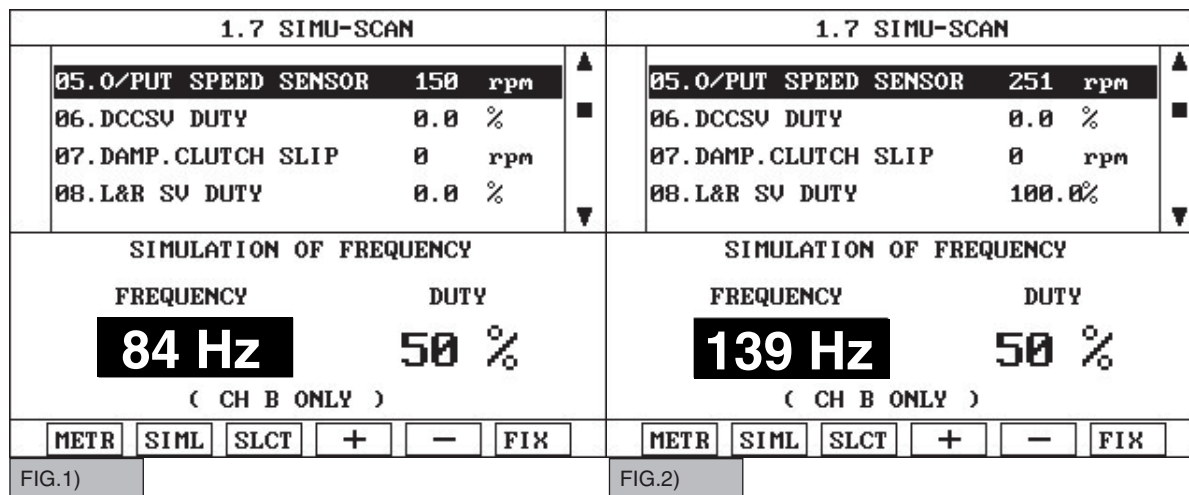 1.7 SIMU-SCAN
05.O/PUT SPEED SENSOR 150 rpm
06.DCCSV DUTY 0.0 %
07.DAMP.CLUTCH SLIP 0 rpm
08.L&R SV DUTY 0.0 %
SIMULATION OF FREQUENCY
FREQUENCY DUTY
84 Hz 50 %
( CH B ONLY )
METR SIML SLCT + − FIX
FIG.1)
1.7 SIMU-SCAN
05.O/PUT SPEED SENSOR 251 rpm
06.DCCSV DUTY 0.0 %
07.DAMP.CLUTCH SLIP 0 rpm
08.L&R SV DUTY 100.0%
SIMULATION OF FREQUENCY
FREQUENCY DUTY
139 Hz 50 %
( CH B ONLY )
METR SIML SLCT + − FIX
FIG.2)